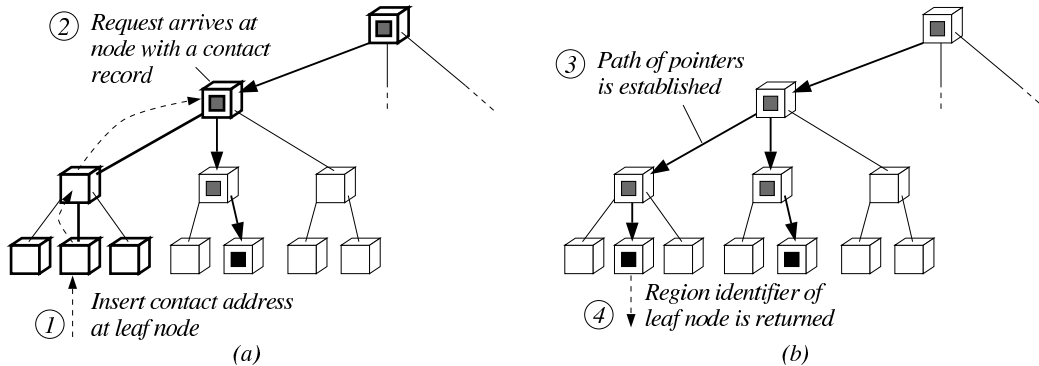 2 Request arrives at
node with a contact
record
1 Insert contact address
at leaf node
(a)
3 Path of pointers
is established
4 Region identifier of
leaf node is returned
(b)